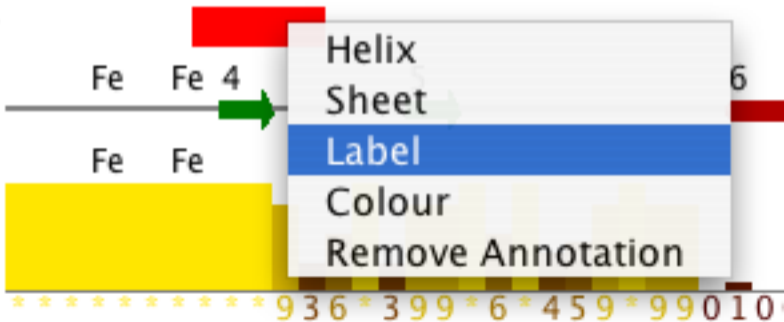 Helix
Fe Fe 4 6
Sheet
Label
Fe Fe
Colour
Remove Annotation
* * * * * * * * * * 9 3 6 * 3 9 9 * 6 * 4 5 9 * 9 9 0 1 0